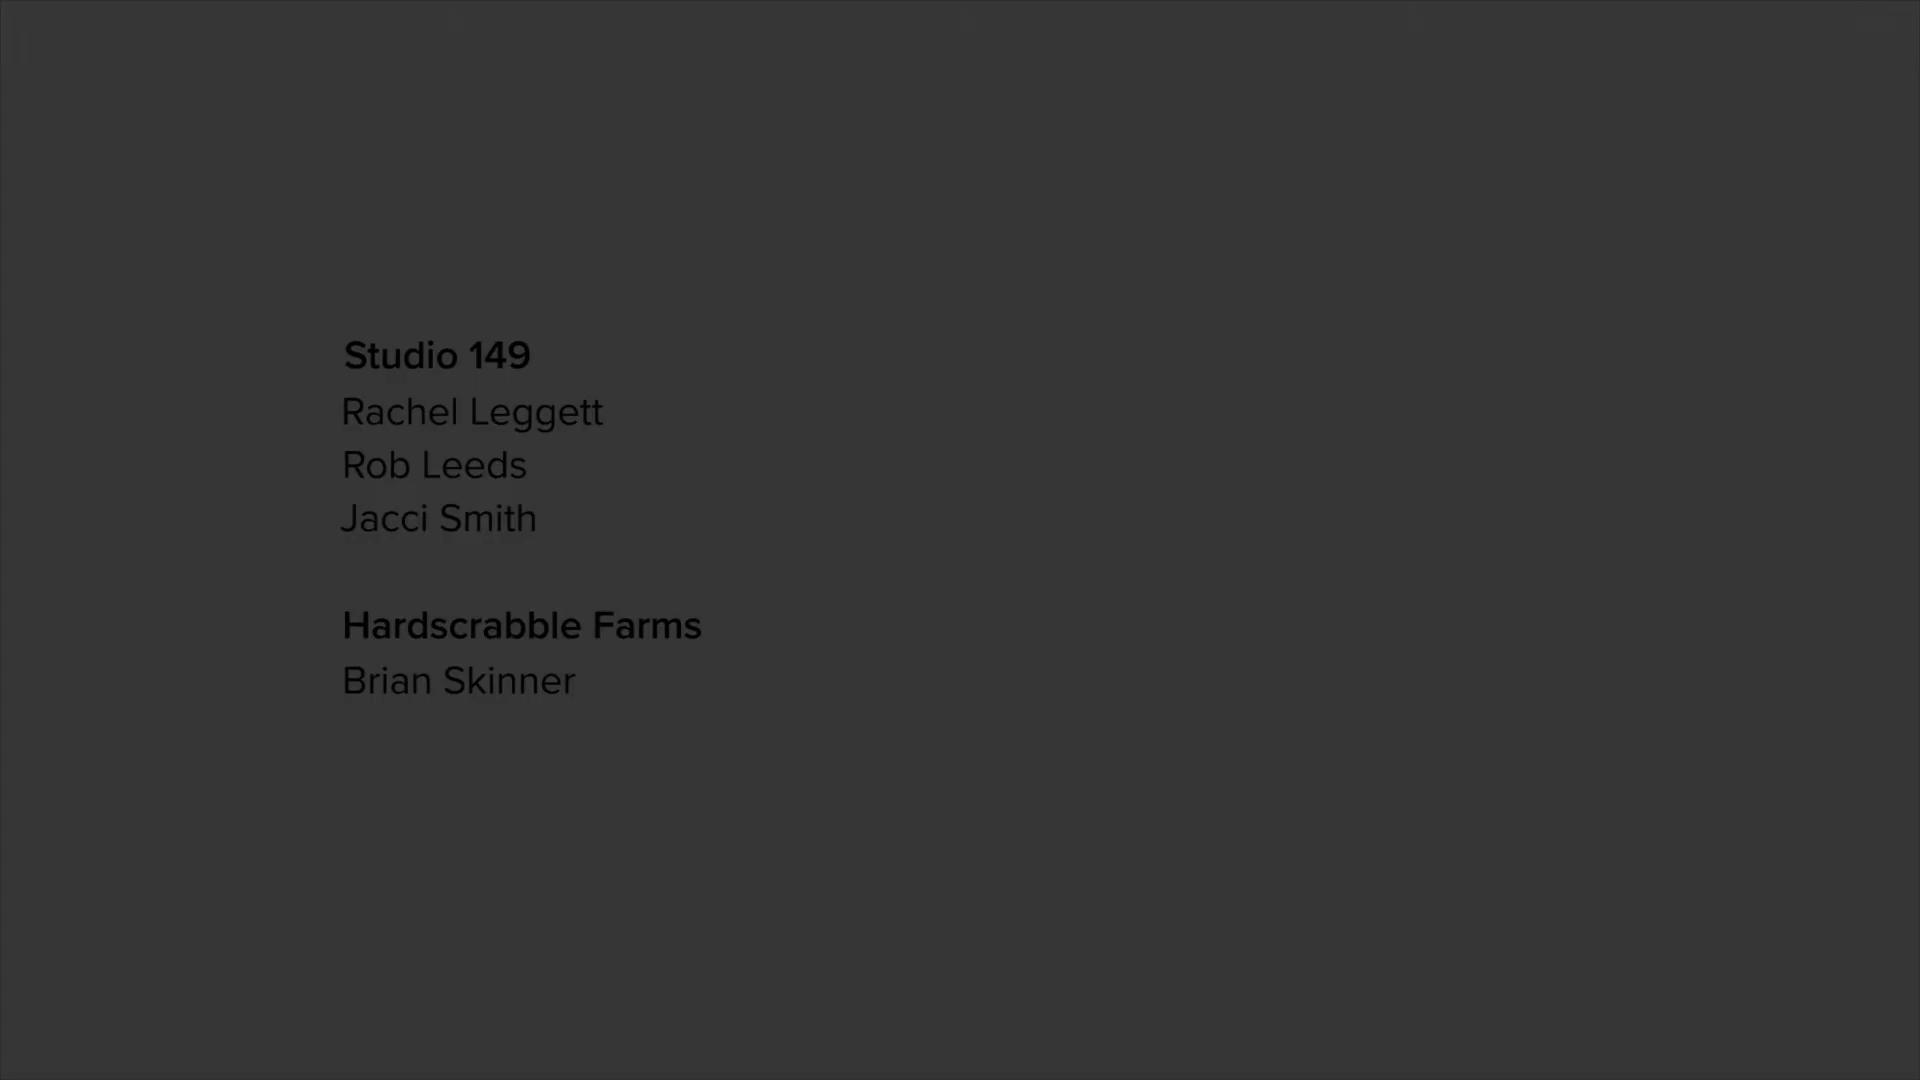 Studio 149
Rachel Leggett
Rob Leeds
Jacci Smith
Hardscrabble Farms
Brian Skinner